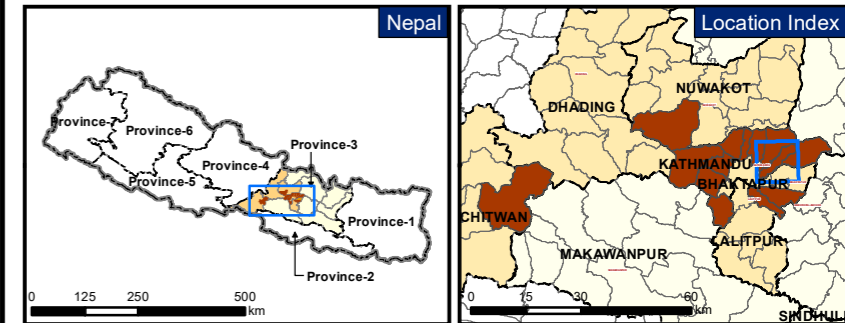 Nepal
Province-7
Province-6
Province-5
Province-4
Province-3
Province-1
Province-2
0 125 250 500
km
Location Index
NUWAKOT
DHADING
KATHMANDU
BHAKTAPUR
CHITWAN
LALITPUR
MAKAWANPUR
SINDHULI
0 15 30 60
km